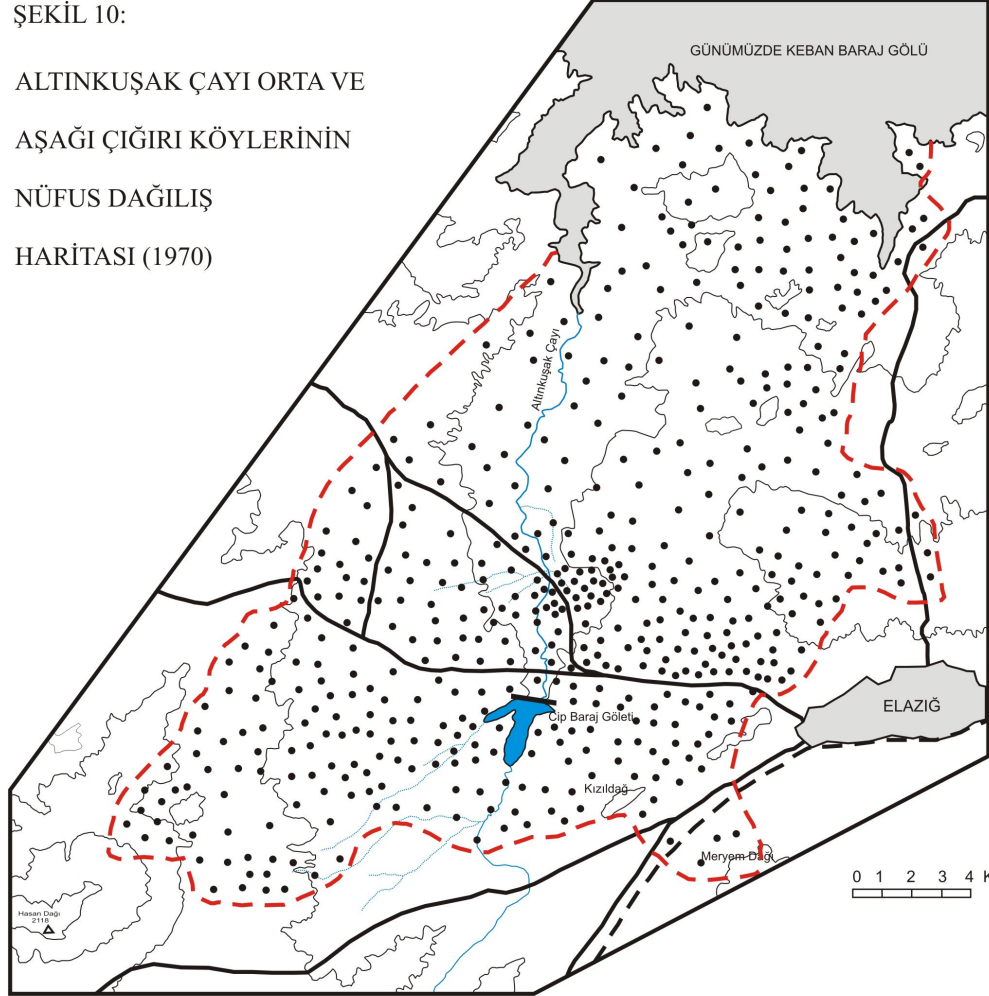 ŞEKİL 10:
ALTINKUŞAK ÇAYI ORTA VE
AŞAĞI ÇIĞIRI KÖYLERİNİN
NÜFUS DAĞILIŞ
HARİTASI (1970)
GÜNÜMÜZDE KEBAN BARAJ GÖLÜ
Altınkuşak Çayı
ELAZIĞ
Cip Baraj Göleti
Kızıldağ
Meryem Dağı
Hasan Dağı
2118
0 1 2 3 4 K